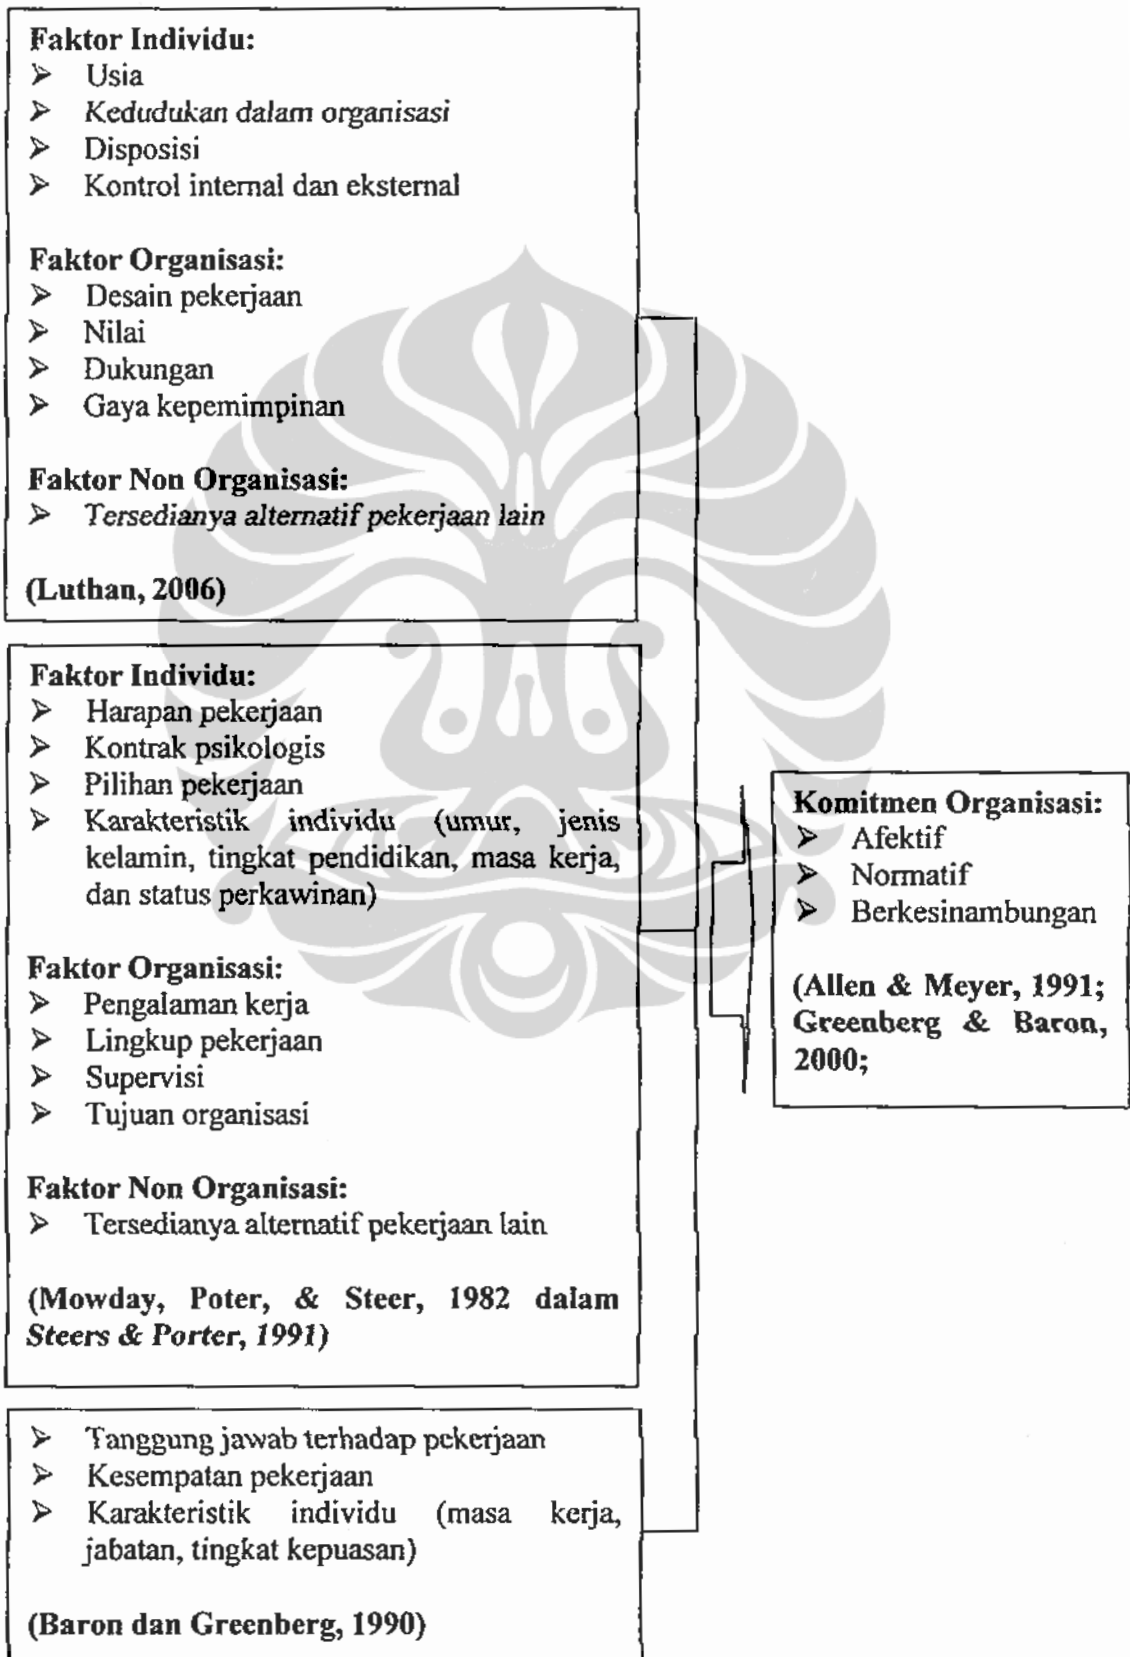 Faktor Individu:
➢ Usia
➢ Kedudukan dalam organisasi
➢ Disposisi
➢ Kontrol internal dan eksternal
Faktor Organisasi:
➢ Desain pekerjaan
➢ Nilai
➢ Dukungan
➢ Gaya kepemimpinan
Faktor Non Organisasi:
➢ Tersedianya alternatif pekerjaan lain
(Luthan, 2006)
Faktor Individu:
➢ Harapan pekerjaan
➢ Kontrak psikologis
➢ Pilihan pekerjaan
➢ Karakteristik individu (umur, jenis
kelamin, tingkat pendidikan, masa kerja,
dan status perkawinan)
Faktor Organisasi:
➢ Pengalaman kerja
➢ Lingkup pekerjaan
➢ Supervisi
➢ Tujuan organisasi
Faktor Non Organisasi:
➢ Tersedianya alternatif pekerjaan lain
(Mowday, Poter, & Steer, 1982 dalam
Steers & Porter, 1991)
➢ Tanggung jawab terhadap pekerjaan
➢ Kesempatan pekerjaan
➢ Karakteristik individu (masa kerja,
jabatan, tingkat kepuasan)
(Baron dan Greenberg, 1990)
Komitmen Organisasi:
➢ Afektif
➢ Normatif
➢ Berkesinambungan
(Allen & Meyer, 1991;
Greenberg & Baron,
2000;